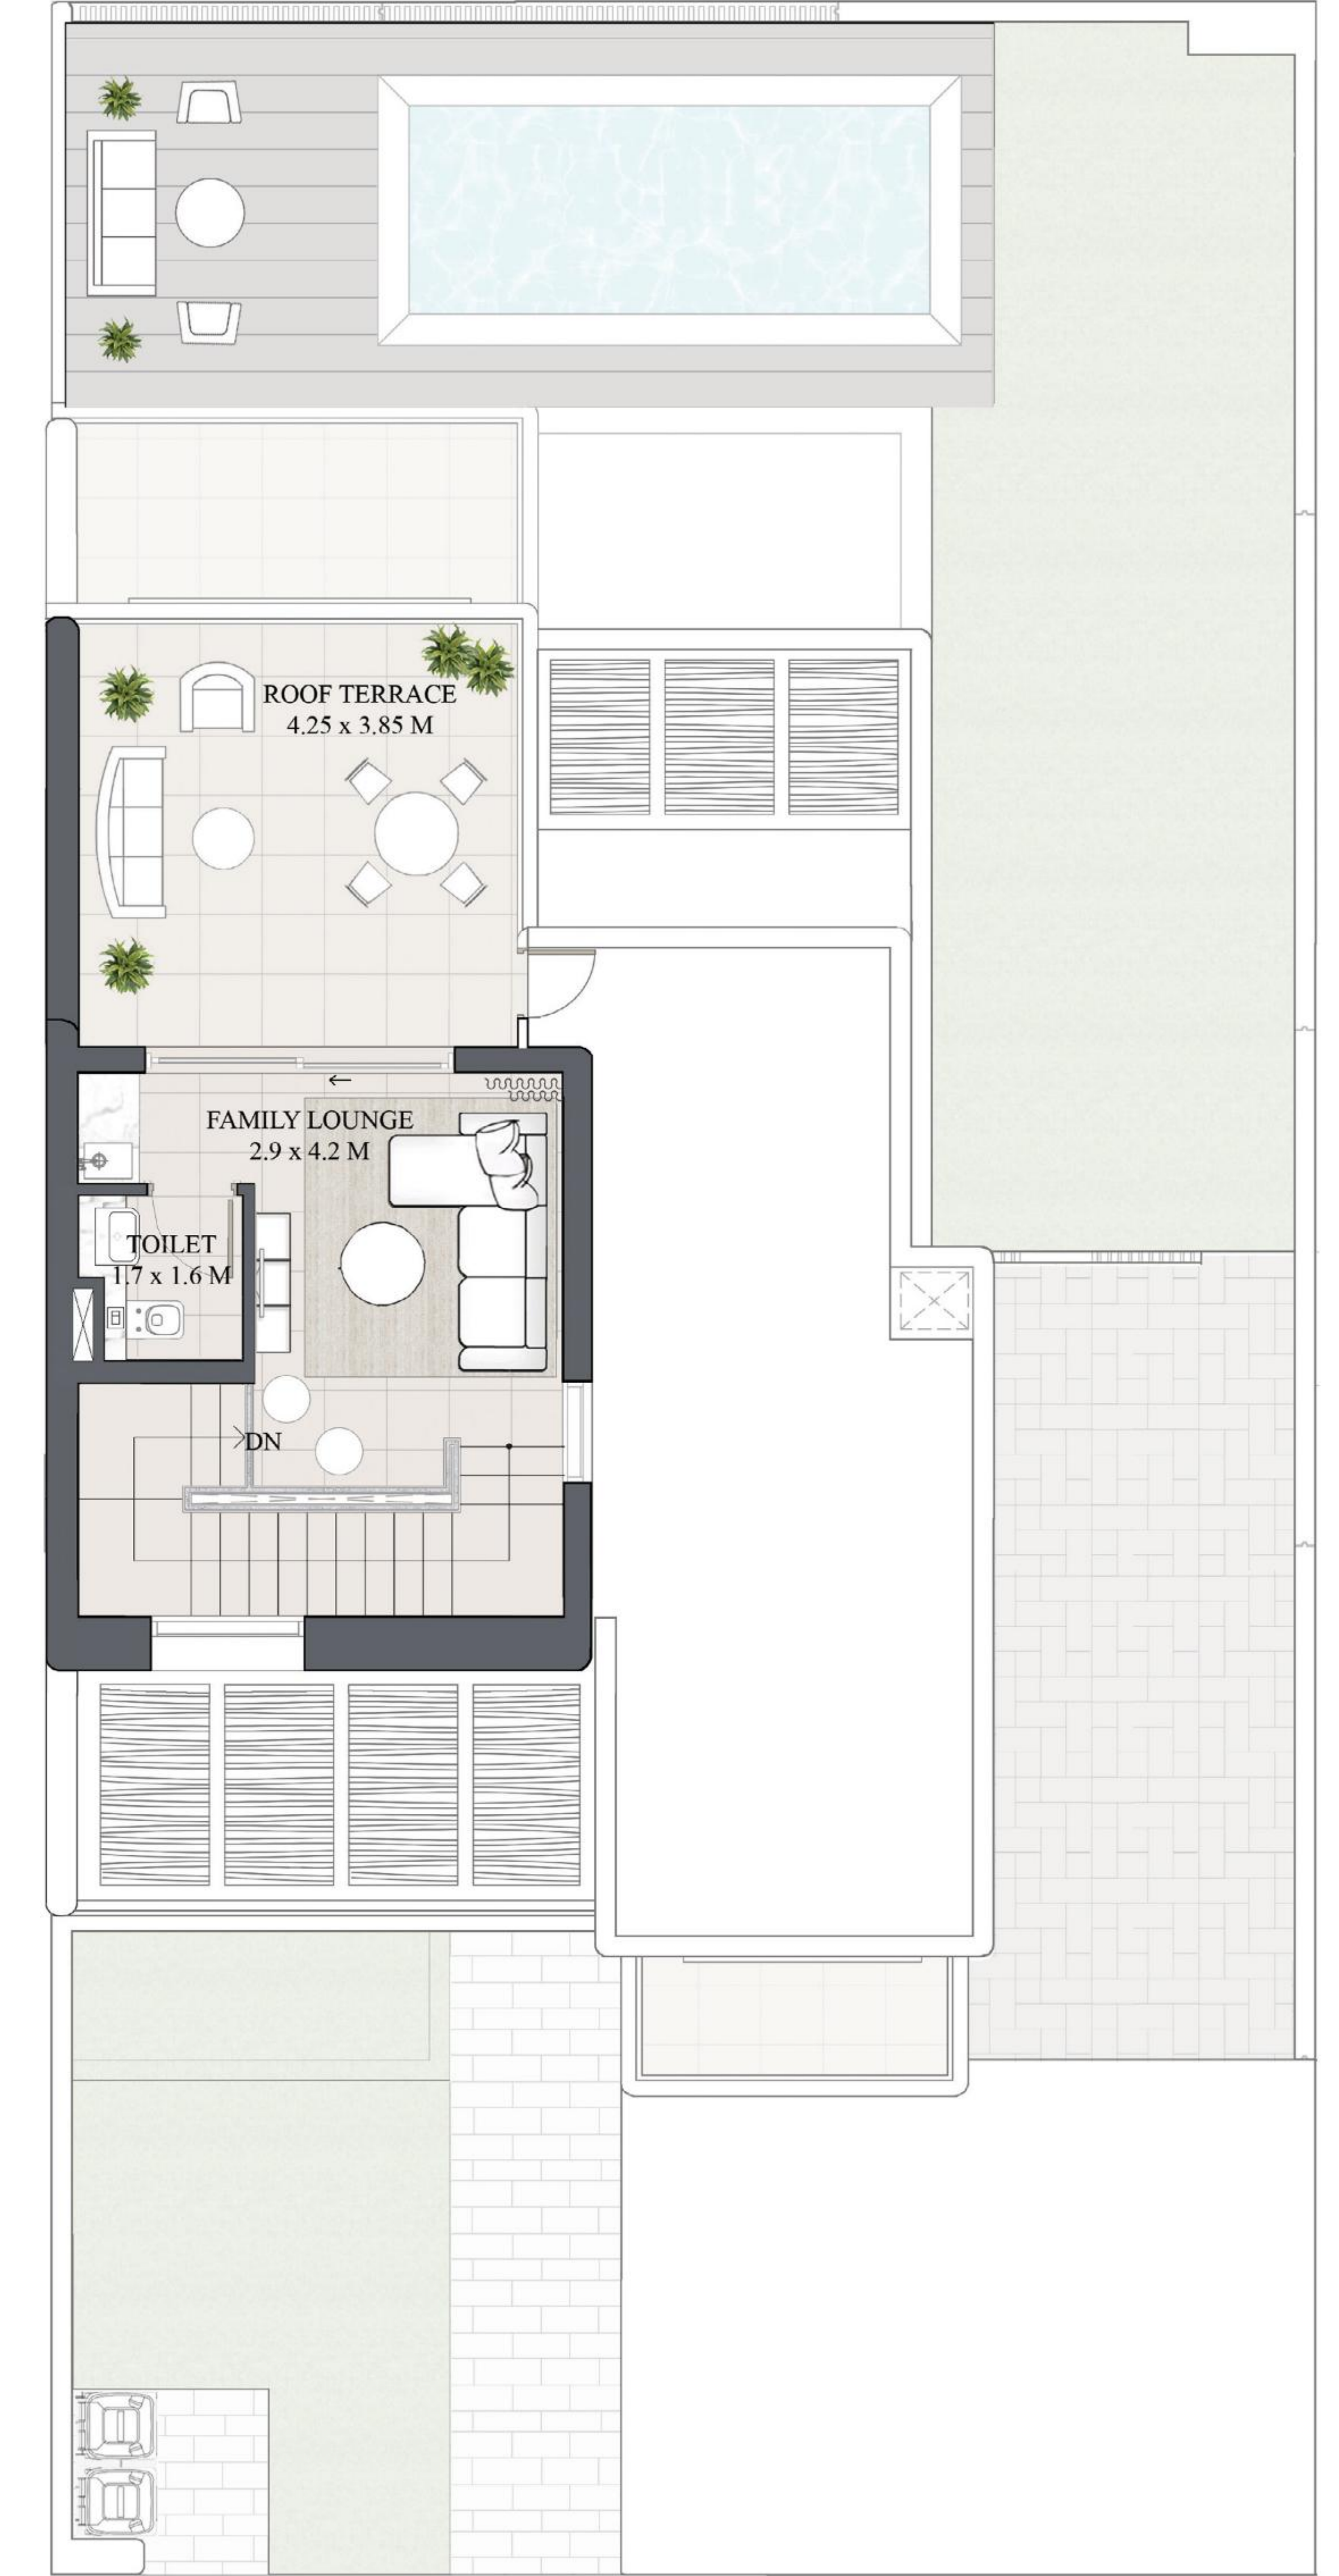 ROOF TERRACE
4.25 x 3.85 M
FAMILY LOUNGE
2.9 x 4.2 M
TOILET
1.7 x 1.6 M
DN